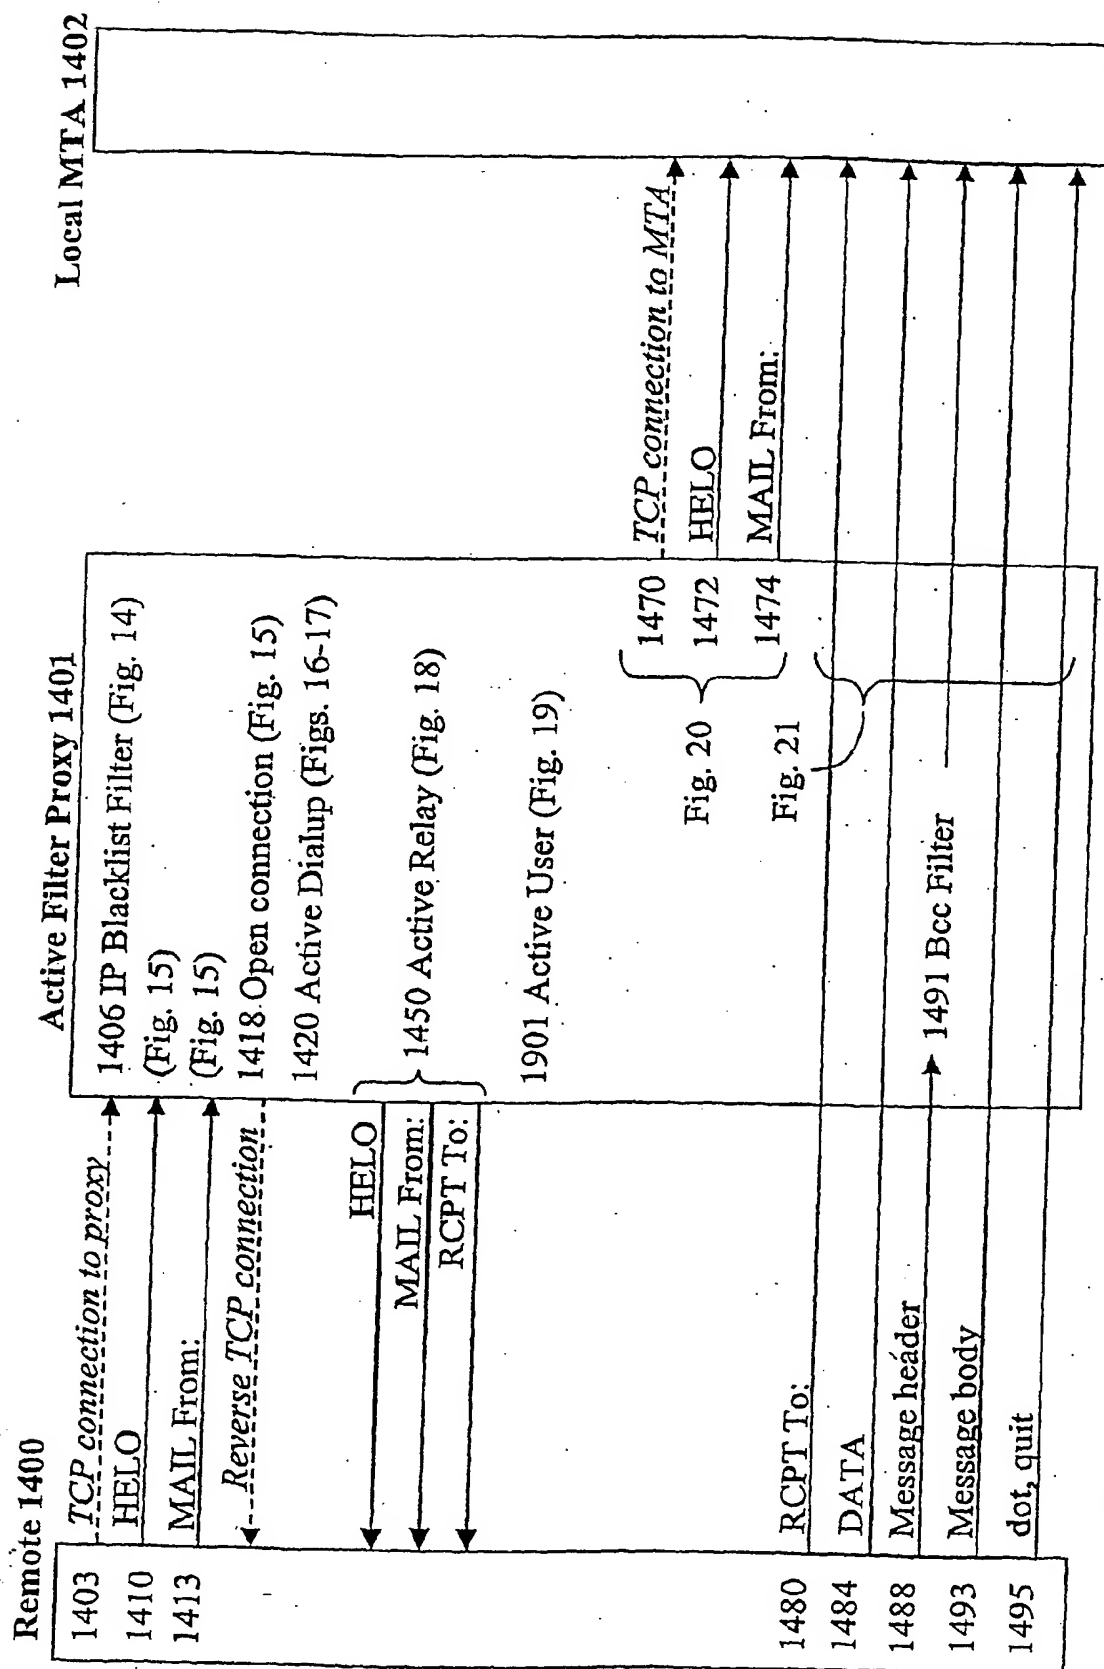 Remote 1400
Active Filter Proxy 1401
Local MTA 1402
1403
TCP connection to proxy
1406 IP Blacklist Filter (Fig. 14)
1410
HELO
(Fig. 15)
1413
MAIL From:
(Fig. 15)
Reverse TCP connection
1418 Open connection (Fig. 15)
1420 Active Dialup (Figs. 16-17)
HELO
MAIL From:
RCPT To:
1450 Active Relay (Fig. 18)
1901 Active User (Fig. 19)
Fig. 20
1470
TCP connection to MTA
1472
HELO
1474
MAIL From:
Fig. 21
1480
RCPT To:
1484
DATA
1488
Message header
1491 Bcc Filter
1493
Message body
1495
dot, quit